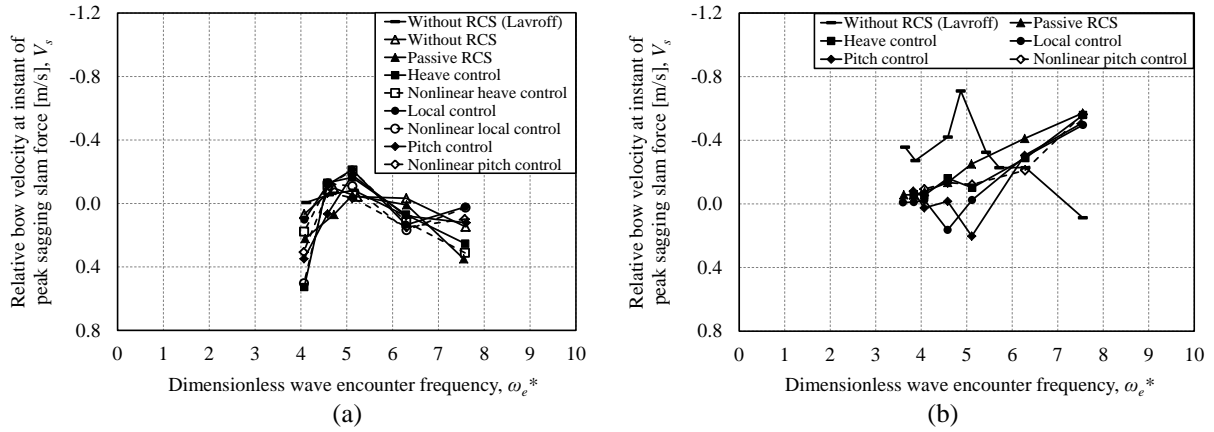 Relative bow velocity at instant of
peak sagging slam force [m/s], Vs
-1.2
-0.8
-0.4
0.0
0.4
0.8
0 1 2 3 4 5 6 7 8 9 10
Without RCS (Lavroff)
Without RCS
Passive RCS
Heave control
Nonlinear heave control
Local control
Nonlinear local control
Pitch control
Nonlinear pitch control
Dimensionless wave encounter frequency, ωe*
(a)
Relative bow velocity at instant of
peak sagging slam force [m/s], Vs
-1.2
-0.8
-0.4
0.0
0.4
0.8
0 1 2 3 4 5 6 7 8 9 10
Without RCS (Lavroff) Passive RCS
Heave control Local control
Pitch control Nonlinear pitch control
Dimensionless wave encounter frequency, ωe*
(b)